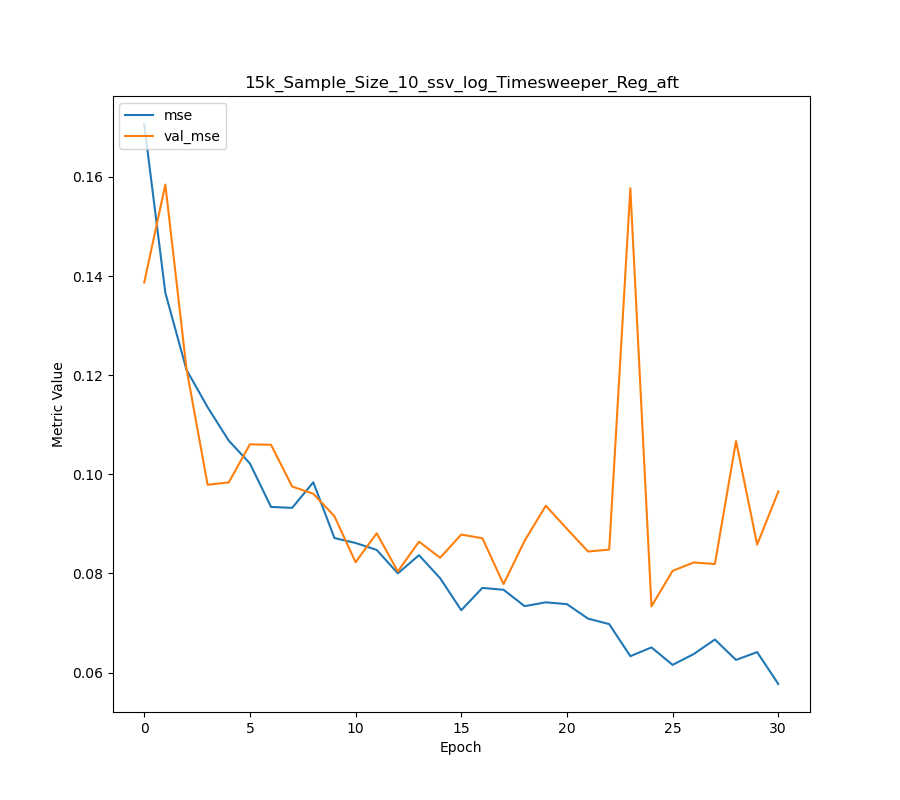 15k_Sample_Size_10_ssv_log_Timesweeper_Reg_aft
mse
val_mse
0.16
0.14
0.12
0.10
0.08
0.06
Metric Value
0 5 10 15 20 25 30
Epoch